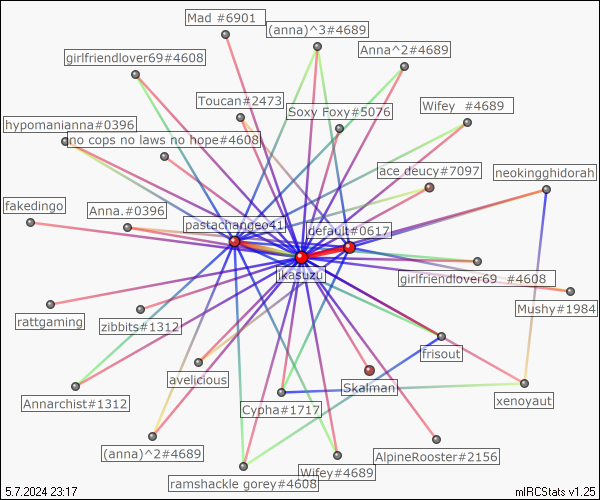 Mad #6901
(anna)^3#4689
Anna^2#4689
girlfriendlover69#4608
Toucan#2473
Soxy Foxy#5076
Wifey #4689
hypomanianna#0396
no cops no laws no hope#4608
ace deucy#7097
neokingghidorah
fakedingo
Anna.#0396
pastachangeo41
default#0617
ikasuzu
girlfriendlover69 #4608
Mushy#1984
rattgaming
zibbits#1312
frisout
avelicious
Skalman
xenoyaut
Annarchist#1312
Cypha#1717
(anna)^2#4689
AlpineRooster#2156
Wifey#4689
ramshackle gorey#4608
5.7.2024 23:17
mIRCStats v1.25